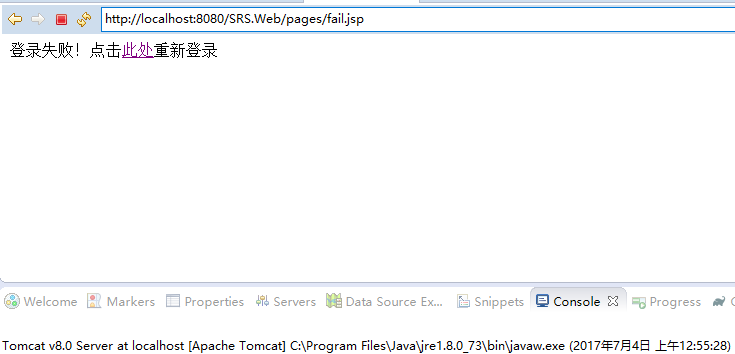 http://localhost:8080/SRS.Web/pages/fail.jsp
登录失败！点击此处重新登录
Welcome Markers Properties Servers Data Source Ex... Snippets Console Progress
Tomcat v8.0 Server at localhost [Apache Tomcat] C:\Program Files\Java\jre1.8.0_73\bin\javaw.exe (2017年7月4日 上午12:55:28)